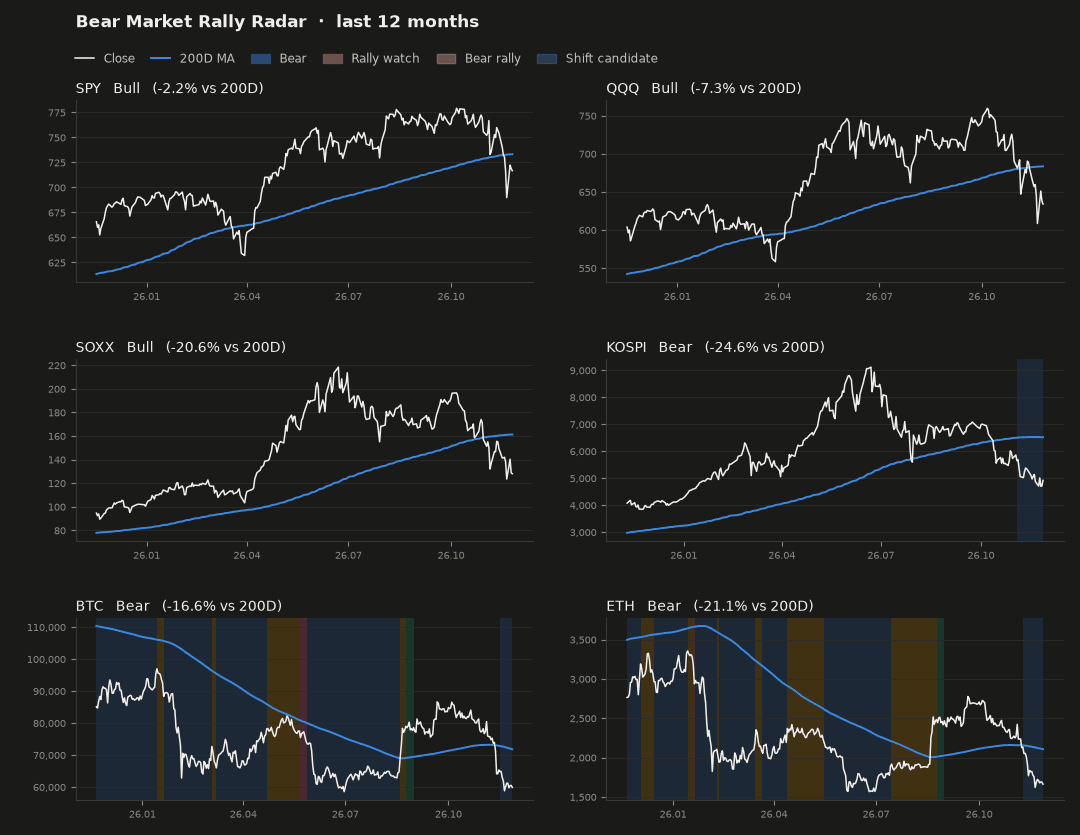 Bear Market Rally Radar · last 12 months
Close 200D MA Bear Rally watch Bear rally Shift candidate
SPY Bull (-2.2% vs 200D)
775
750
725
700
675
650
625
26.01 26.04 26.07 26.10
QQQ Bull (-7.3% vs 200D)
750
700
650
600
550
26.01 26.04 26.07 26.10
SOXX Bull (-20.6% vs 200D)
220
200
180
160
140
120
100
80
26.01 26.04 26.07 26.10
KOSPI Bear (-24.6% vs 200D)
9,000
8,000
7,000
6,000
5,000
4,000
3,000
26.01 26.04 26.07 26.10
BTC Bear (-16.6% vs 200D)
110,000
100,000
90,000
80,000
70,000
60,000
26.01 26.04 26.07 26.10
ETH Bear (-21.1% vs 200D)
3,500
3,000
2,500
2,000
1,500
26.01 26.04 26.07 26.10